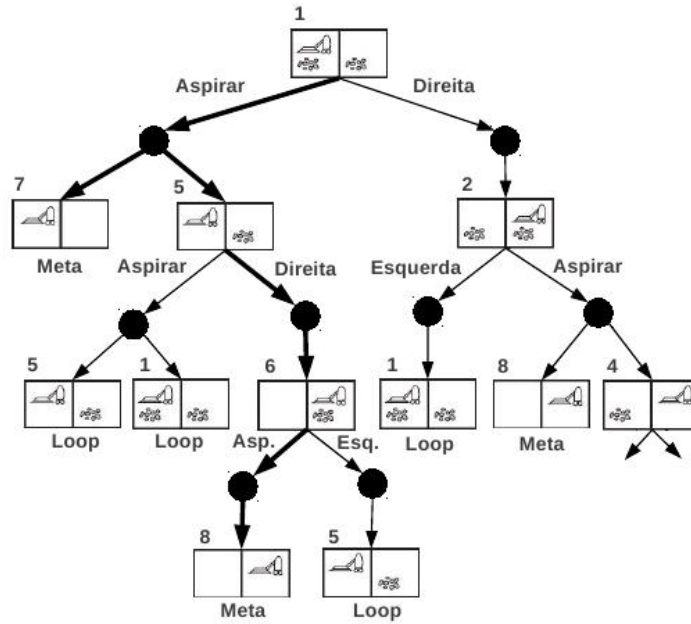 1
Aspirar Direita
7 5 2
Meta Aspirar Direita Esquerda Aspirar
5 1 6 1 8 4
Loop Loop Asp. Esq. Loop Meta
8 5
Meta Loop